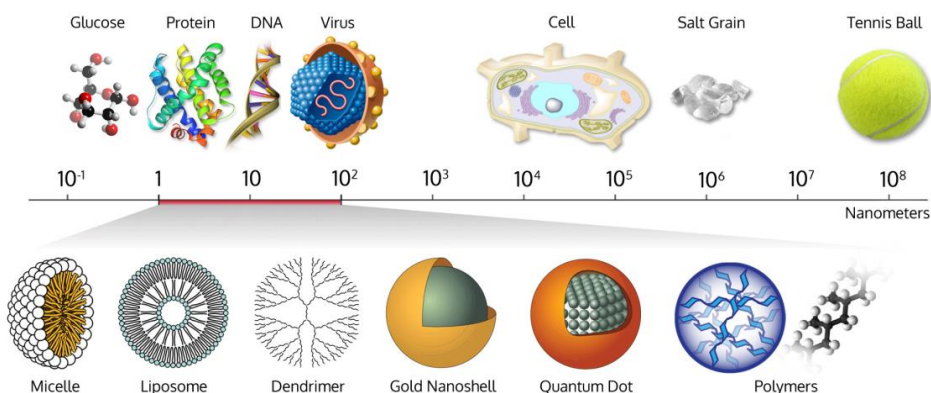 Glucose Protein DNA Virus Cell Salt Grain Tennis Ball
10⁻¹ 1 10 10² 10³ 10⁴ 10⁵ 10⁶ 10⁷ 10⁸
Nanometers
Micelle Liposome Dendrimer Gold Nanoshell Quantum Dot Polymers